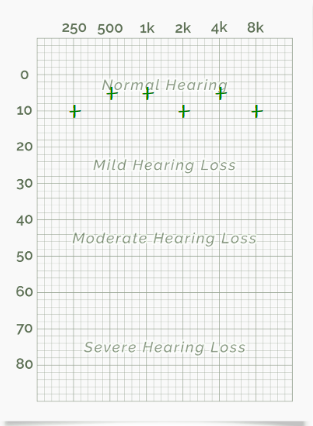 250 500 1k 2k 4k 8k
0
Normal Hearing
10
20
Mild Hearing Loss
30
40
Moderate Hearing Loss
50
60
70
Severe Hearing Loss
80